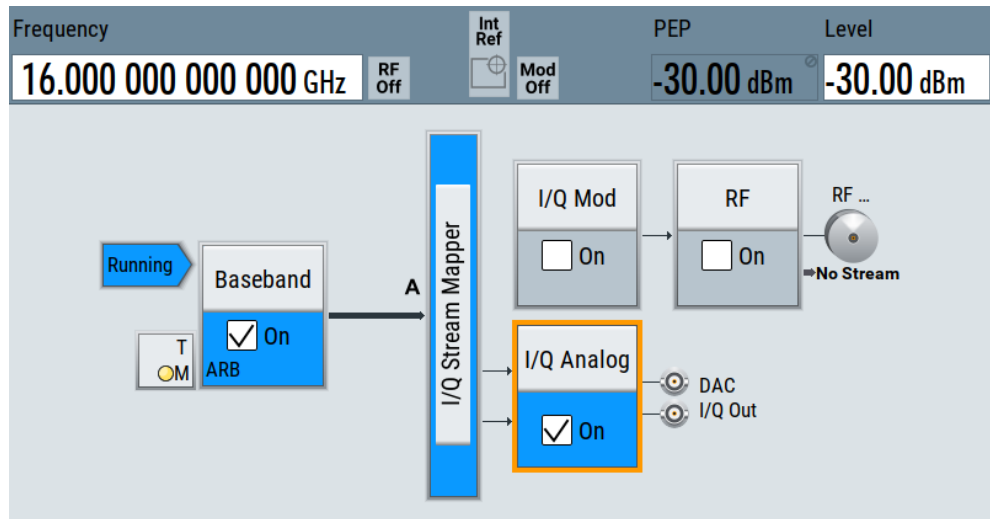 Frequency
Int
Ref
PEP
Level
16.000 000 000 000 GHz
RF
Off
Mod
Off
-30.00 dBm
-30.00 dBm
I/Q Mod
On
RF
On
RF ...
No Stream
Running
Baseband
On
ARB
T
M
A
I/Q Stream Mapper
I/Q Analog
On
DAC
I/Q Out